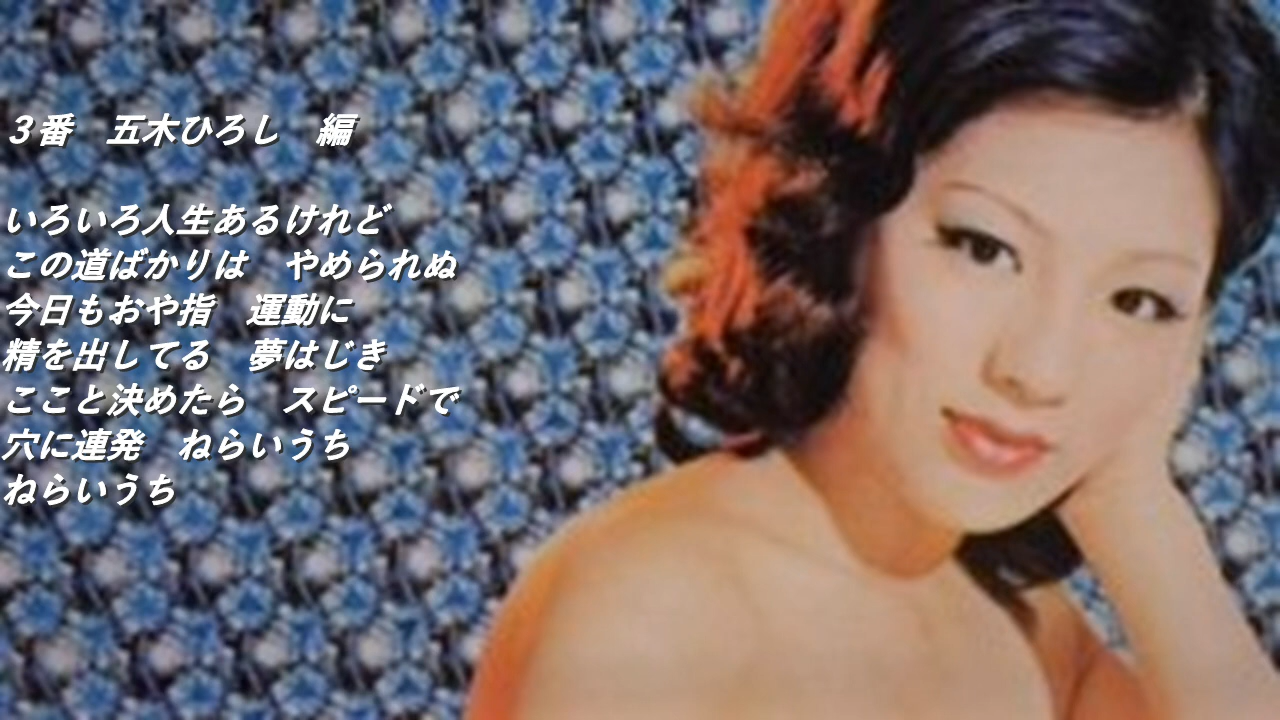 ３番　五木ひろし　編
いろいろ人生あるけれど
この道ばかりは　やめられぬ
今日もおや指　運動に
精を出してる　夢はじき
ここと決めたら　スピードで
穴に連発　ねらいうち
ねらいうち